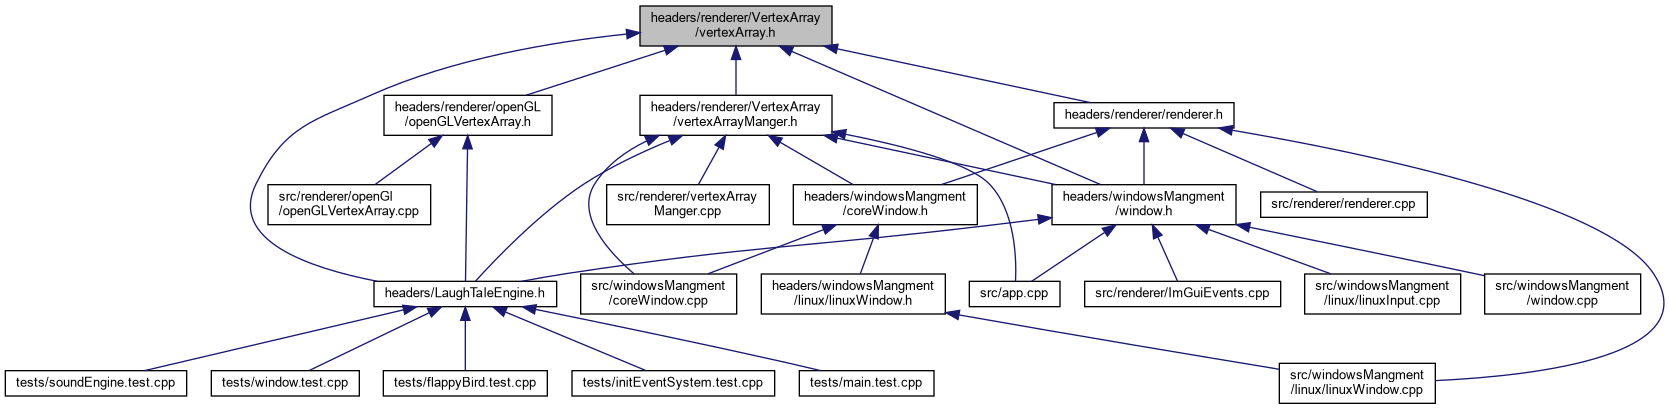 headers/renderer/VertexArray
/vertexArray.h
headers/renderer/openGL
/openGLVertexArray.h
headers/renderer/VertexArray
/vertexArrayManger.h
headers/renderer/renderer.h
src/renderer/openGl
/openGLVertexArray.cpp
src/renderer/vertexArray
Manger.cpp
headers/windowsMangment
/coreWindow.h
headers/windowsMangment
/window.h
src/renderer/renderer.cpp
headers/LaughTaleEngine.h
src/windowsMangment
/coreWindow.cpp
headers/windowsMangment
/linux/linuxWindow.h
src/app.cpp
src/renderer/ImGuiEvents.cpp
src/windowsMangment
/linux/linuxInput.cpp
src/windowsMangment
/window.cpp
tests/soundEngine.test.cpp
tests/window.test.cpp
tests/flappyBird.test.cpp
tests/initEventSystem.test.cpp
tests/main.test.cpp
src/windowsMangment
/linux/linuxWindow.cpp